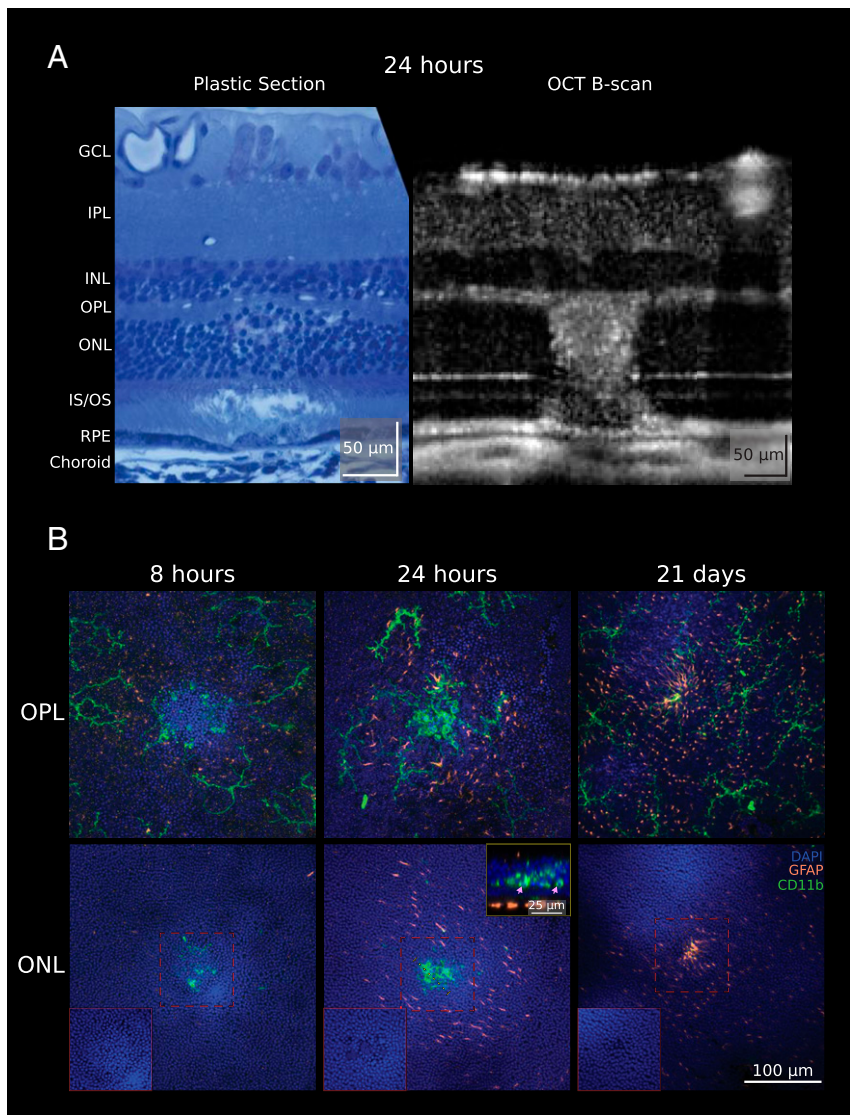 A
24 hours
Plastic Section
OCT B-scan
GCL
IPL
INL
OPL
ONL
IS/OS
RPE
Choroid
50 µm
50 µm
B
8 hours
24 hours
21 days
OPL
ONL
25 µm
DAPI
GFAP
CD11b
100 µm